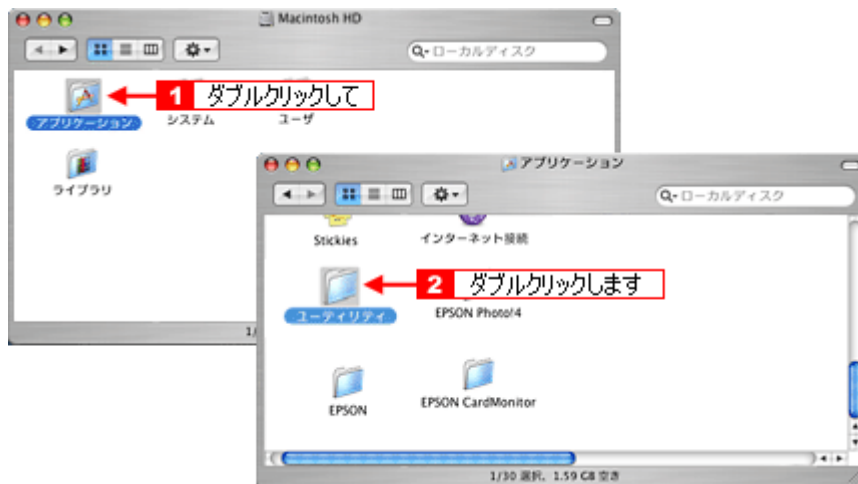 Macintosh HD
ローカルディスク
1 ダブルクリックして
アプリケーション
システム
ユーザ
ライブラリ
1/
アプリケーション
ローカルディスク
Stickies
インターネット接続
2 ダブルクリックします
ユーティリティ
EPSON Photo!4
EPSON
EPSON CardMonitor
1/30 選択、1.59 GB 空き